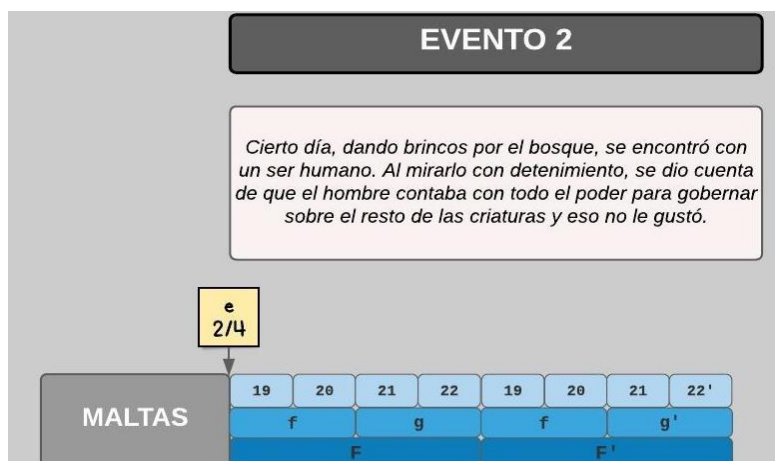 EVENTO 2
Cierto día, dando brincos por el bosque, se encontró con
un ser humano. Al mirarlo con detenimiento, se dio cuenta
de que el hombre contaba con todo el poder para gobernar
sobre el resto de las criaturas y eso no le gustó.
e
2/4
19 20 21 22 19 20 21 22'
MALTAS
f g f g'
F F'